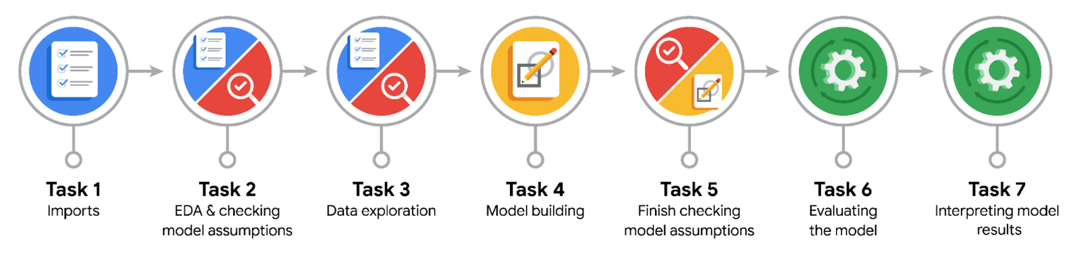 Task 1
Imports
Task 2
EDA & checking
model assumptions
Task 3
Data exploration
Task 4
Model building
Task 5
Finish checking
model assumptions
Task 6
Evaluating
the model
Task 7
Interpreting model
results